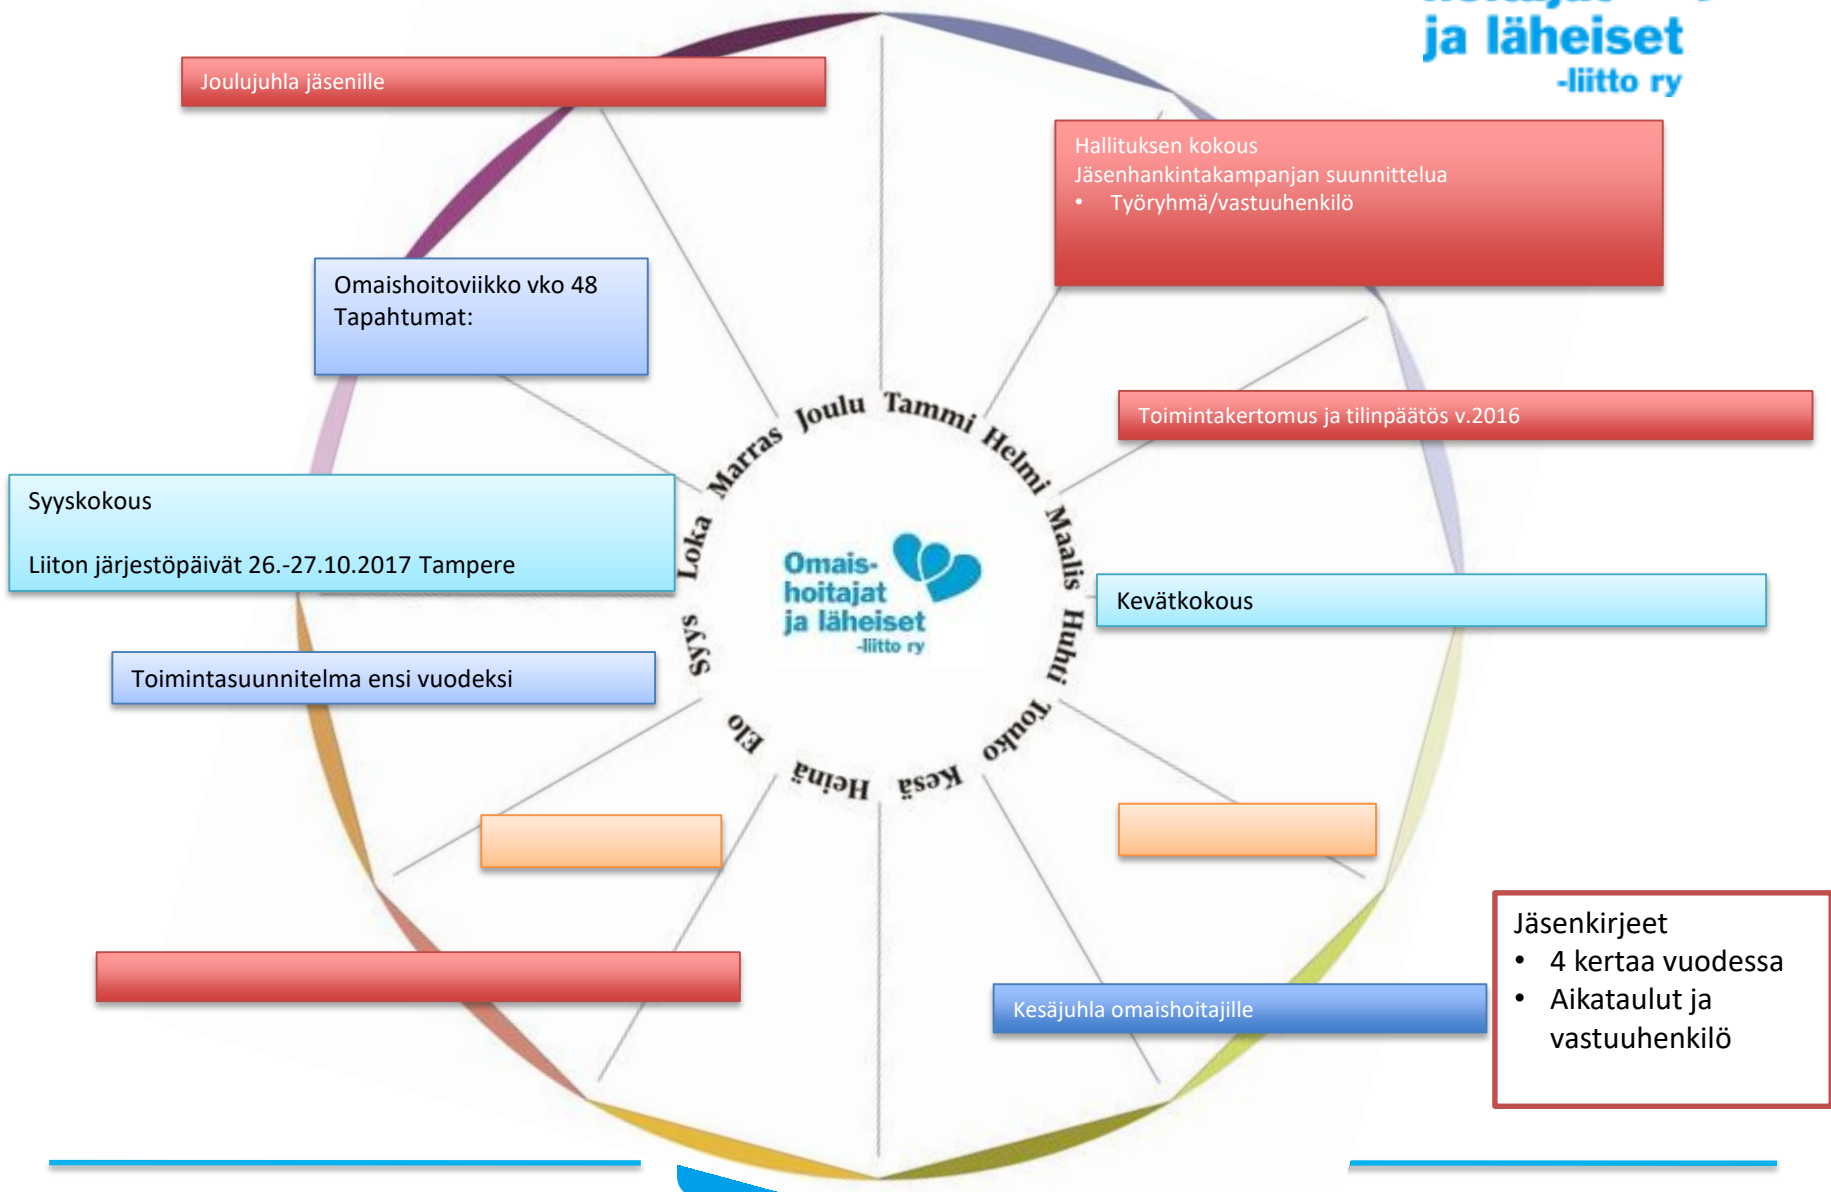 ja läheiset
-liitto ry
Joulujuhla jäsenille
Hallituksen kokous
Jäsenhankintakampanjan suunnittelua
• Työryhmä/vastuuhenkilö
Omaishoitoviikko vko 48
Tapahtumat:
Toimintakertomus ja tilinpäätös v.2016
Syyskokous
Liiton järjestöpäivät 26.-27.10.2017 Tampere
Kevätkokous
Toimintasuunnitelma ensi vuodeksi
Tammi
Helmi
Maalis
Huhti
Touko
Kesä
Heinä
Elo
Syys
Loka
Marras
Joulu
Omais-
hoitajat
ja läheiset
-liitto ry
Kesäjuhla omaishoitajille
Jäsenkirjeet
• 4 kertaa vuodessa
• Aikataulut ja
vastuuhenkilö